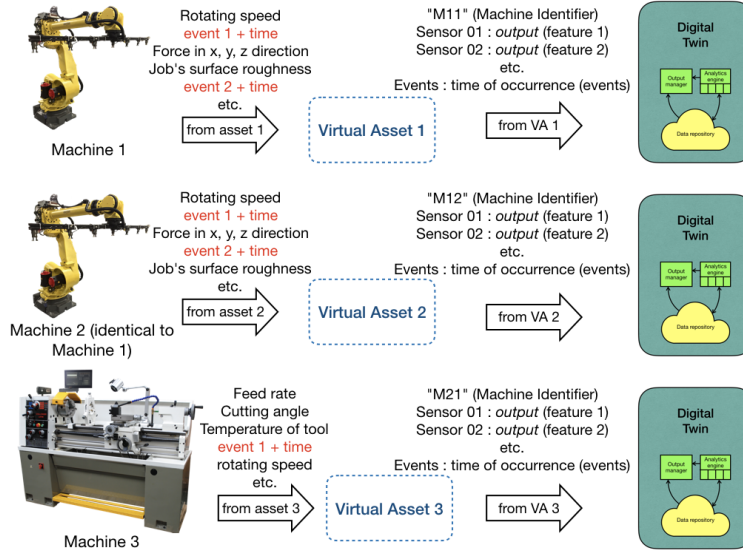 Rotating speed
event 1 + time
Force in x, y, z direction
Job's surface roughness
event 2 + time
etc.
from asset 1
Machine 1
Virtual Asset 1
"M11" (Machine Identifier)
Sensor 01 : output (feature 1)
Sensor 02 : output (feature 2)
etc.
Events : time of occurrence (events)
from VA 1
Digital
Twin
Output
manager
Analytics
engine
Data repository
Rotating speed
event 1 + time
Force in x, y, z direction
event 2 + time
Job's surface roughness
etc.
from asset 2
Machine 2 (identical to
Machine 1)
Virtual Asset 2
"M12" (Machine Identifier)
Sensor 01 : output (feature 1)
Sensor 02 : output (feature 2)
etc.
Events : time of occurrence (events)
from VA 2
Digital
Twin
Output
manager
Analytics
engine
Data repository
Feed rate
Cutting angle
Temperature of tool
event 1 + time
rotating speed
etc.
from asset 3
Machine 3
Virtual Asset 3
"M21" (Machine Identifier)
Sensor 01 : output (feature 1)
Sensor 02 : output (feature 2)
etc.
Events : time of occurrence (events)
from VA 3
Digital
Twin
Output
manager
Analytics
engine
Data repository